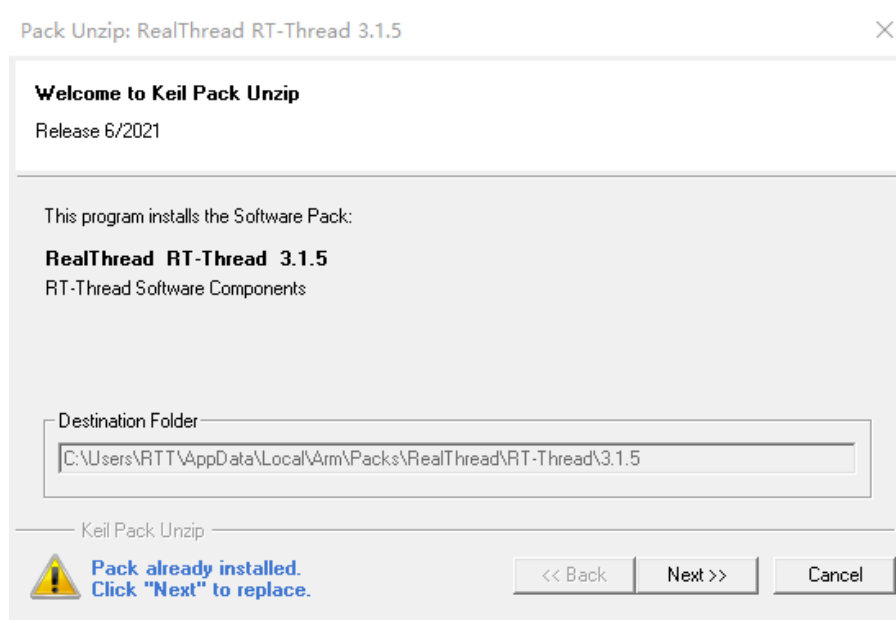 Pack Unzip: RealThread RT-Thread 3.1.5
Welcome to Keil Pack Unzip
Release 6/2021
This program installs the Software Pack:
RealThread RT-Thread 3.1.5
RT-Thread Software Components
Destination Folder
C:\Users\RTT\AppData\Local\Arm\Packs\RealThread\RT-Thread\3.1.5
Keil Pack Unzip
Pack already installed.
Click "Next" to replace.
<< Back Next >> Cancel